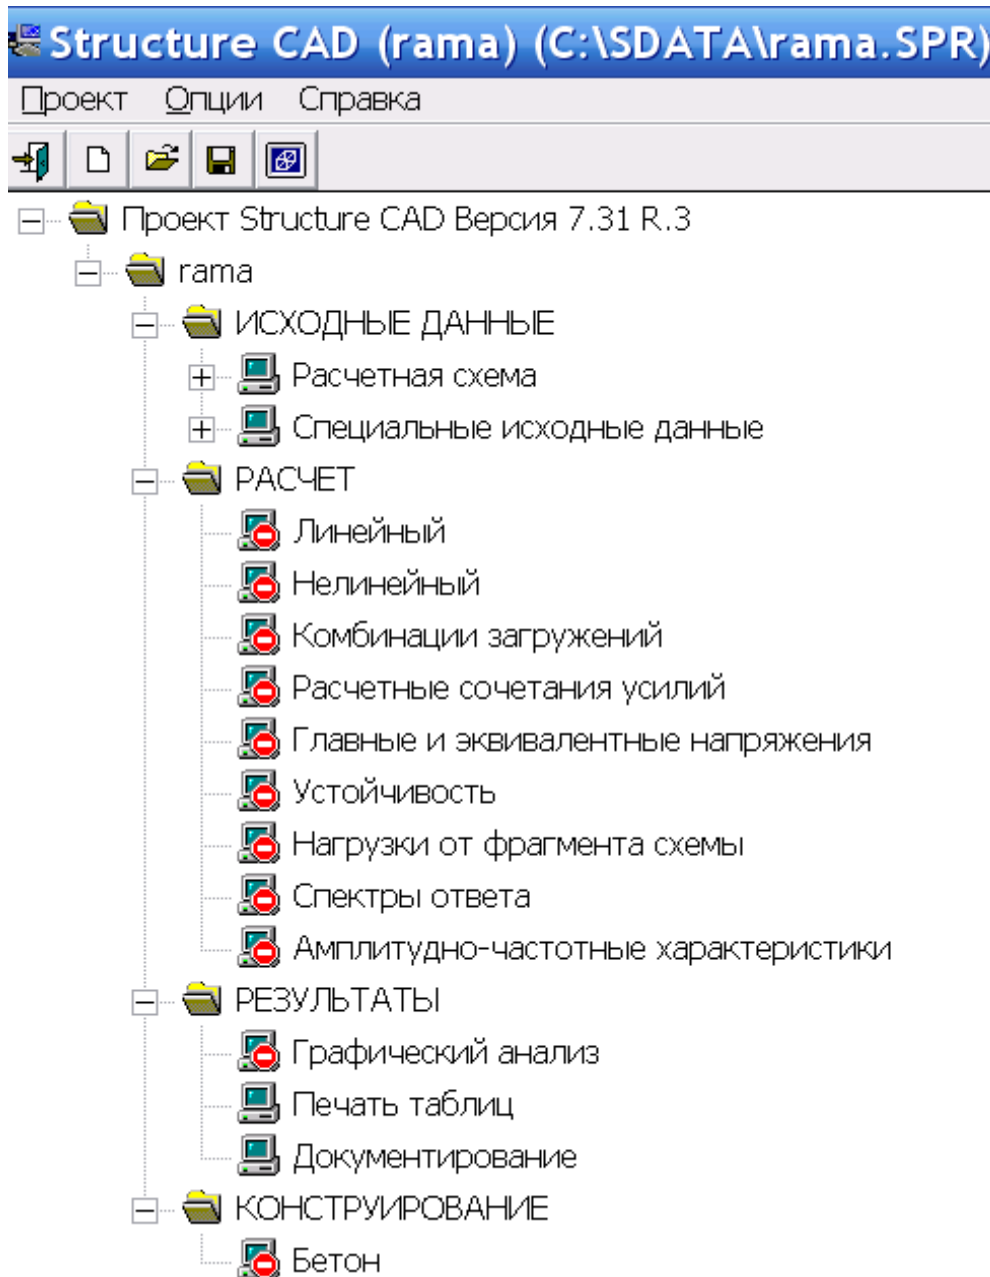 Structure CAD (rama) (C:\SDATA\rama.SPR)
Проект Опции Справка
Проект Structure CAD Версия 7.31 R.3
rama
ИСХОДНЫЕ ДАННЫЕ
Расчетная схема
Специальные исходные данные
РАСЧЕТ
Линейный
Нелинейный
Комбинации загружений
Расчетные сочетания усилий
Главные и эквивалентные напряжения
Устойчивость
Нагрузки от фрагмента схемы
Спектры ответа
Амплитудно-частотные характеристики
РЕЗУЛЬТАТЫ
Графический анализ
Печать таблиц
Документирование
КОНСТРУИРОВАНИЕ
Бетон